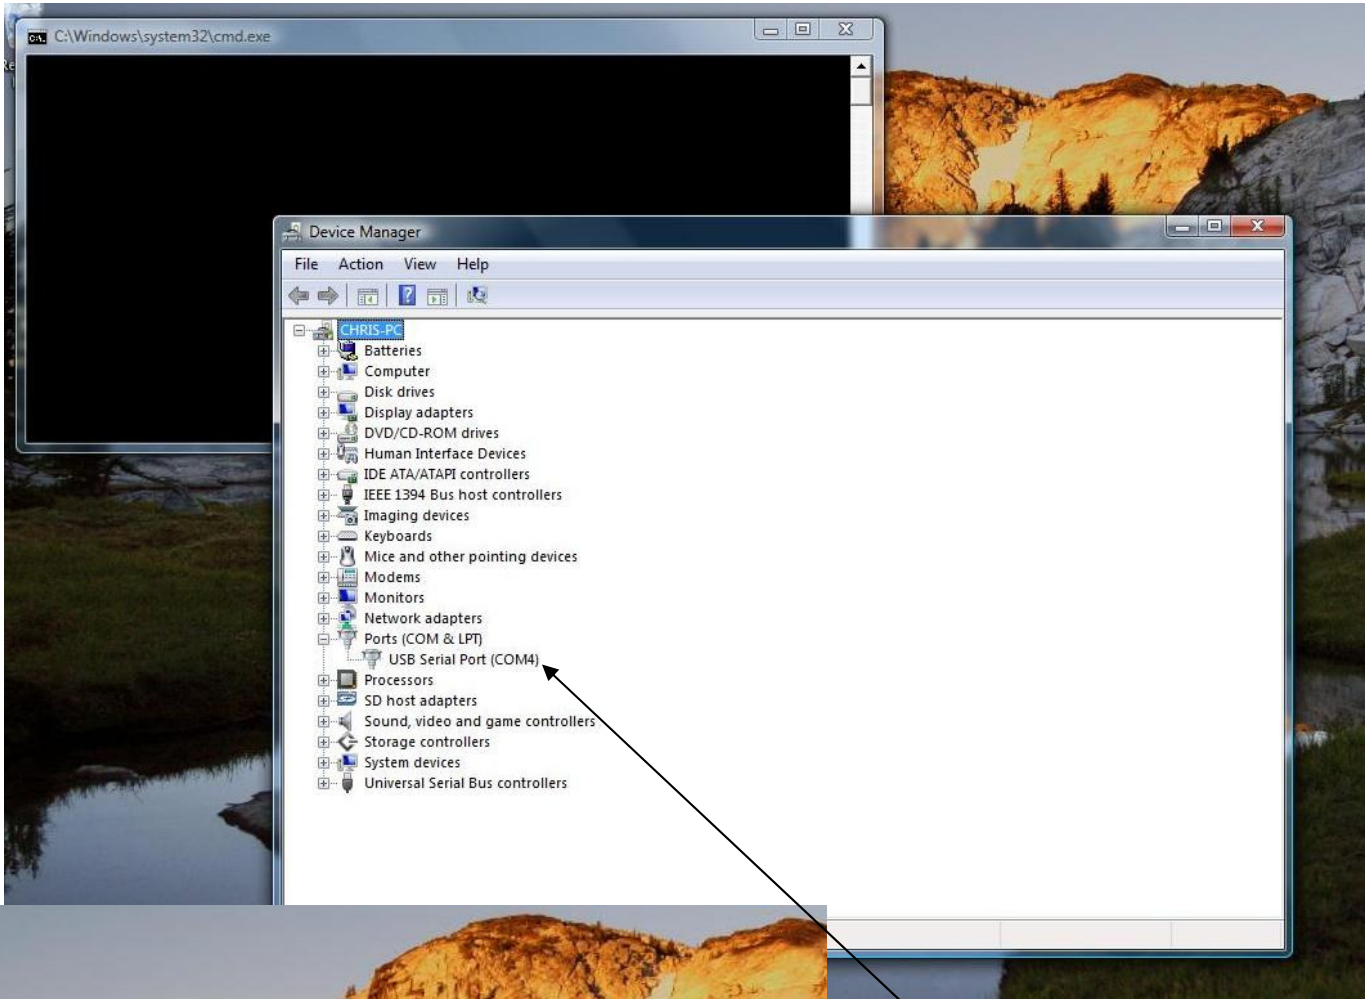 C:\Windows\system32\cmd.exe
Re
Device Manager
File Action View Help
CHRIS-PC
Batteries
Computer
Disk drives
Display adapters
DVD/CD-ROM drives
Human Interface Devices
IDE ATA/ATAPI controllers
IEEE 1394 Bus host controllers
Imaging devices
Keyboards
Mice and other pointing devices
Modems
Monitors
Network adapters
Ports (COM & LPT)
USB Serial Port (COM4)
Processors
SD host adapters
Sound, video and game controllers
Storage controllers
System devices
Universal Serial Bus controllers